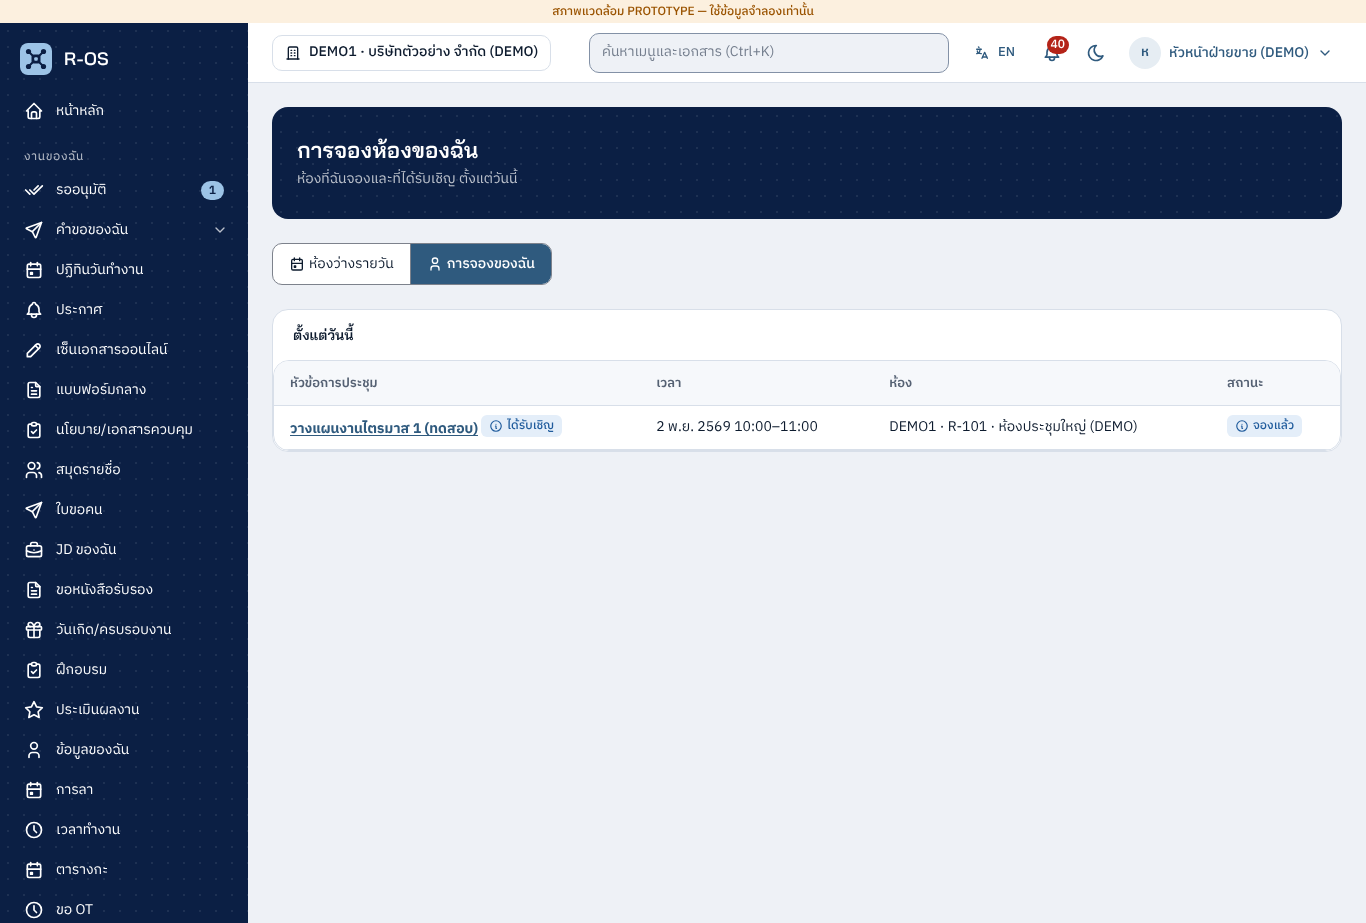 สภาพแวดล้อม PROTOTYPE — ใช้ข้อมูลจำลองเท่านั้น
R-OS
DEMO1 · บริษัทตัวอย่าง จำกัด (DEMO)
ค้นหาเมนูและเอกสาร (Ctrl+K)
EN
40
ห
หัวหน้าฝ่ายขาย (DEMO)
หน้าหลัก
งานของฉัน
รออนุมัติ 1
คำขอของฉัน
ปฏิทินวันทำงาน
ประกาศ
เซ็นเอกสารออนไลน์
แบบฟอร์มกลาง
นโยบาย/เอกสารควบคุม
สมุดรายชื่อ
ใบขอคน
JD ของฉัน
ขอหนังสือรับรอง
วันเกิด/ครบรอบงาน
ฝึกอบรม
ประเมินผลงาน
ข้อมูลของฉัน
การลา
เวลาทำงาน
ตารางกะ
ขอ OT
การจองห้องของฉัน
ห้องที่ฉันจองและที่ได้รับเชิญ ตั้งแต่วันนี้
ห้องว่างรายวัน
การจองของฉัน
ตั้งแต่วันนี้
หัวข้อการประชุม เวลา ห้อง สถานะ
วางแผนงานไตรมาส 1 (ทดสอบ) ได้รับเชิญ 2 พ.ย. 2569 10:00–11:00 DEMO1 · R-101 · ห้องประชุมใหญ่ (DEMO) จองแล้ว